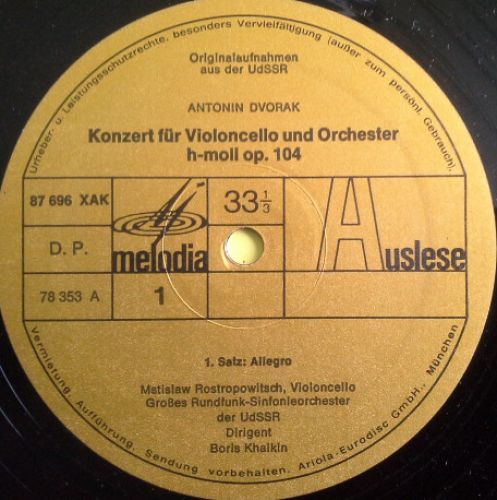 Urheber- u. Leistungsschutzrechte, besonders Vervielfältigung (außer zum persönl. Gebrauch),
Originalaufnahmen
aus der UdSSR
ANTONIN DVORAK
Konzert für Violoncello und Orchester
h-moll op. 104
87 696 XAK
33 1/3
Auslese
D. P.
melodia
78 353 A
1
1. Satz: Allegro
Mstislaw Rostropowitsch, Violoncello
Großes Rundfunk-Sinfonieorchester
der UdSSR
Dirigent
Boris Khaikin
Vermietung, Aufführung, Sendung vorbehalten. Ariola-Eurodisc GmbH., München